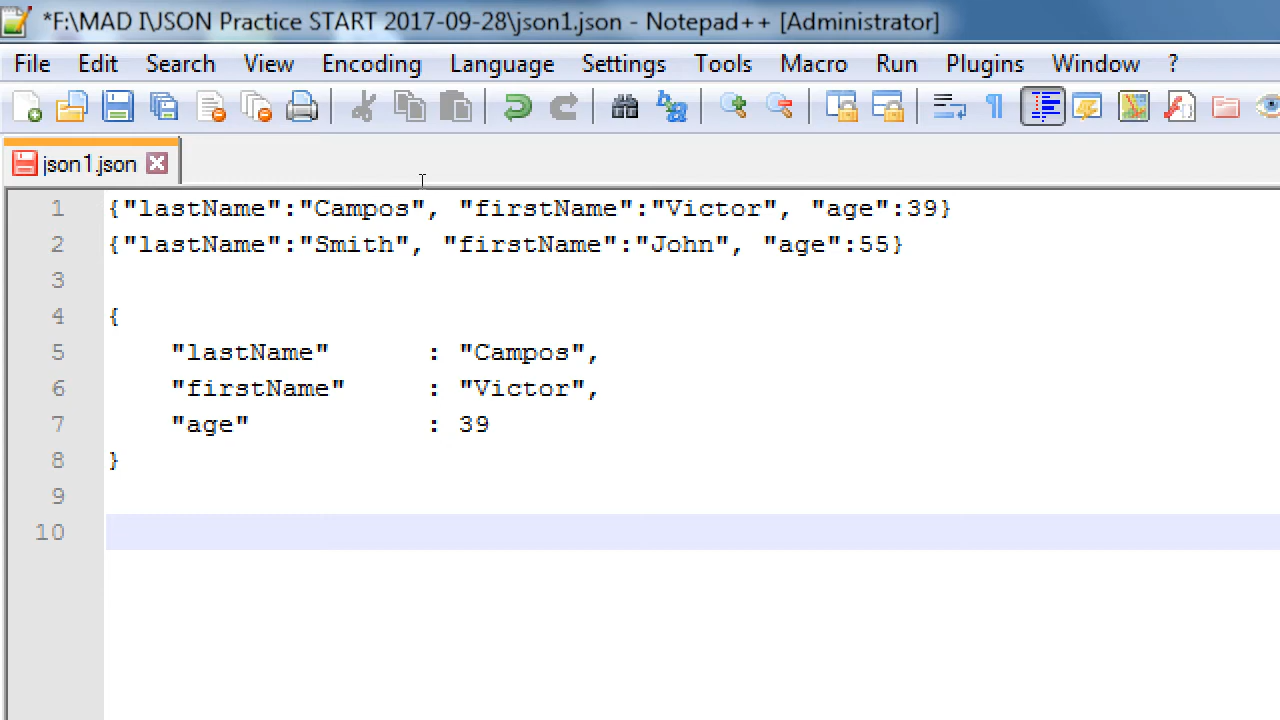 *F:\MAD I\JSON Practice START 2017-09-28\json1.json - Notepad++ [Administrator]
File Edit Search View Encoding Language Settings Tools Macro Run Plugins Window ?
json1.json
1 {"lastName":"Campos", "firstName":"Victor", "age":39}
2 {"lastName":"Smith", "firstName":"John", "age":55}
3
4 {
5 "lastName" : "Campos",
6 "firstName" : "Victor",
7 "age" : 39
8 }
9
10